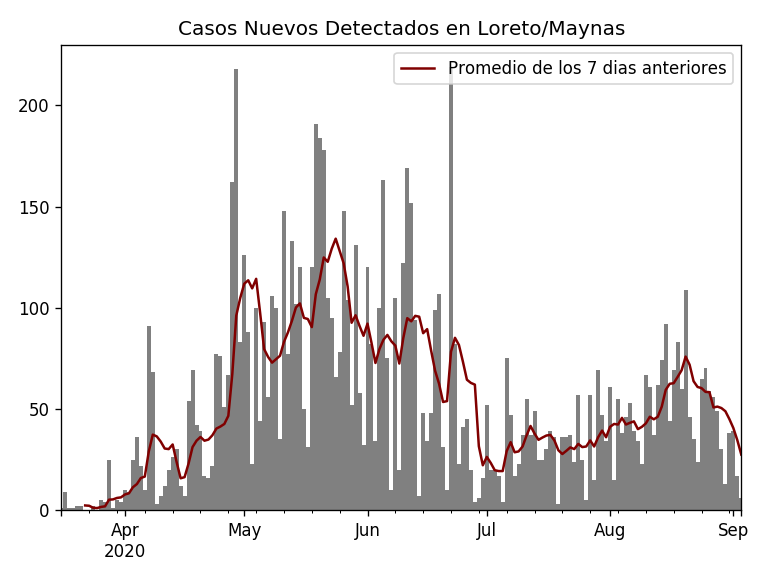 Casos Nuevos Detectados en Loreto/Maynas
Promedio de los 7 dias anteriores
200
150
100
50
0
Apr May Jun Jul Aug Sep
2020